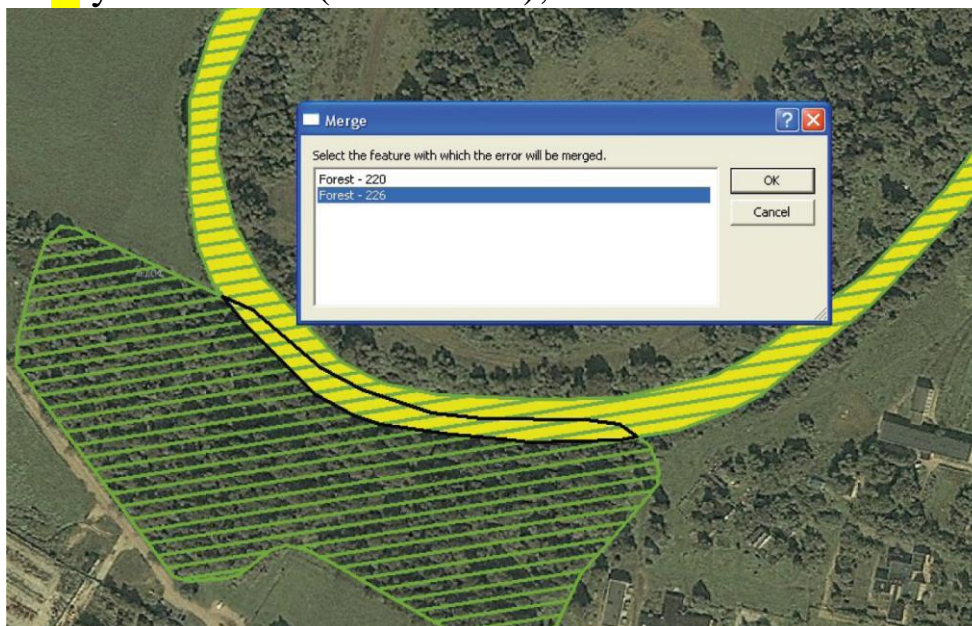 Merge
Select the feature with which the error will be merged.
Forest - 220
Forest - 226
OK
Cancel